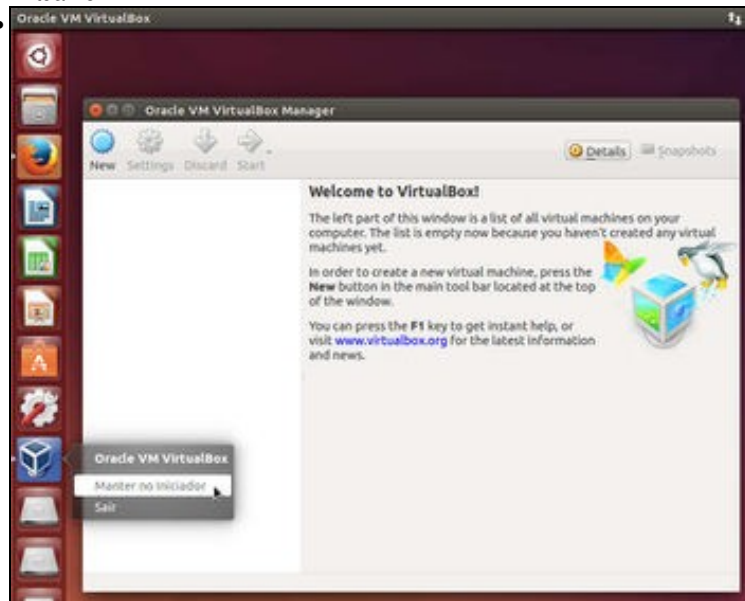 Oracle VM VirtualBox
Oracle VM VirtualBox Manager
New Settings Discard Start
Details Snapshots
Welcome to VirtualBox!
The left part of this window is a list of all virtual machines on your
computer. The list is empty now because you haven't created any virtual
machines yet.
In order to create a new virtual machine, press the
New button in the main tool bar located at the top
of the window.
You can press the F1 key to get instant help, or
visit www.virtualbox.org for the latest information
and news.
Oracle VM VirtualBox
Manter no Iniciador
Sair